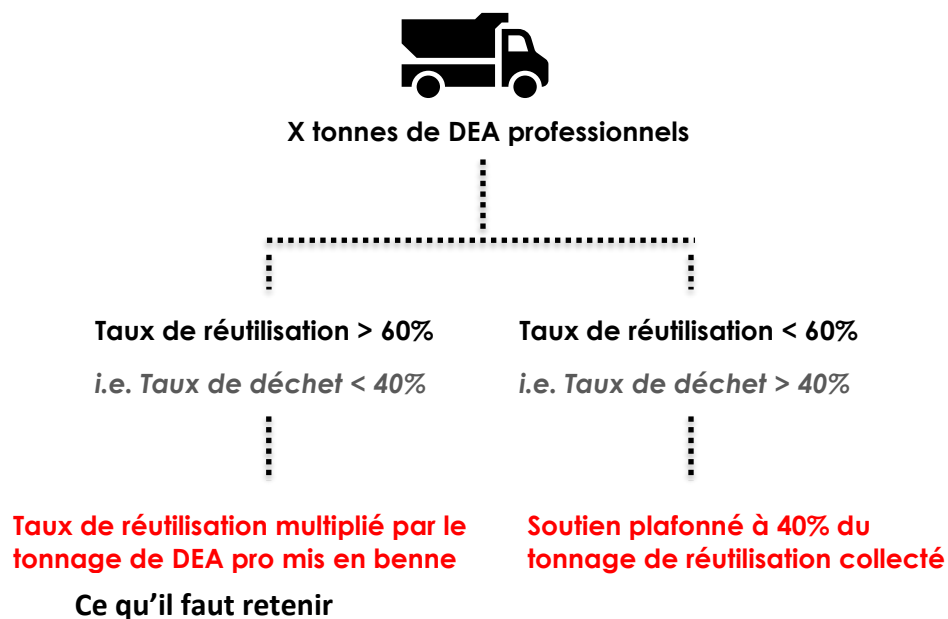 X tonnes de DEA professionnels
Taux de réutilisation > 60%
i.e. Taux de déchet < 40%
Taux de réutilisation < 60%
i.e. Taux de déchet > 40%
Taux de réutilisation multiplié par le
tonnage de DEA pro mis en benne
Soutien plafonné à 40% du
tonnage de réutilisation collecté
Ce qu'il faut retenir